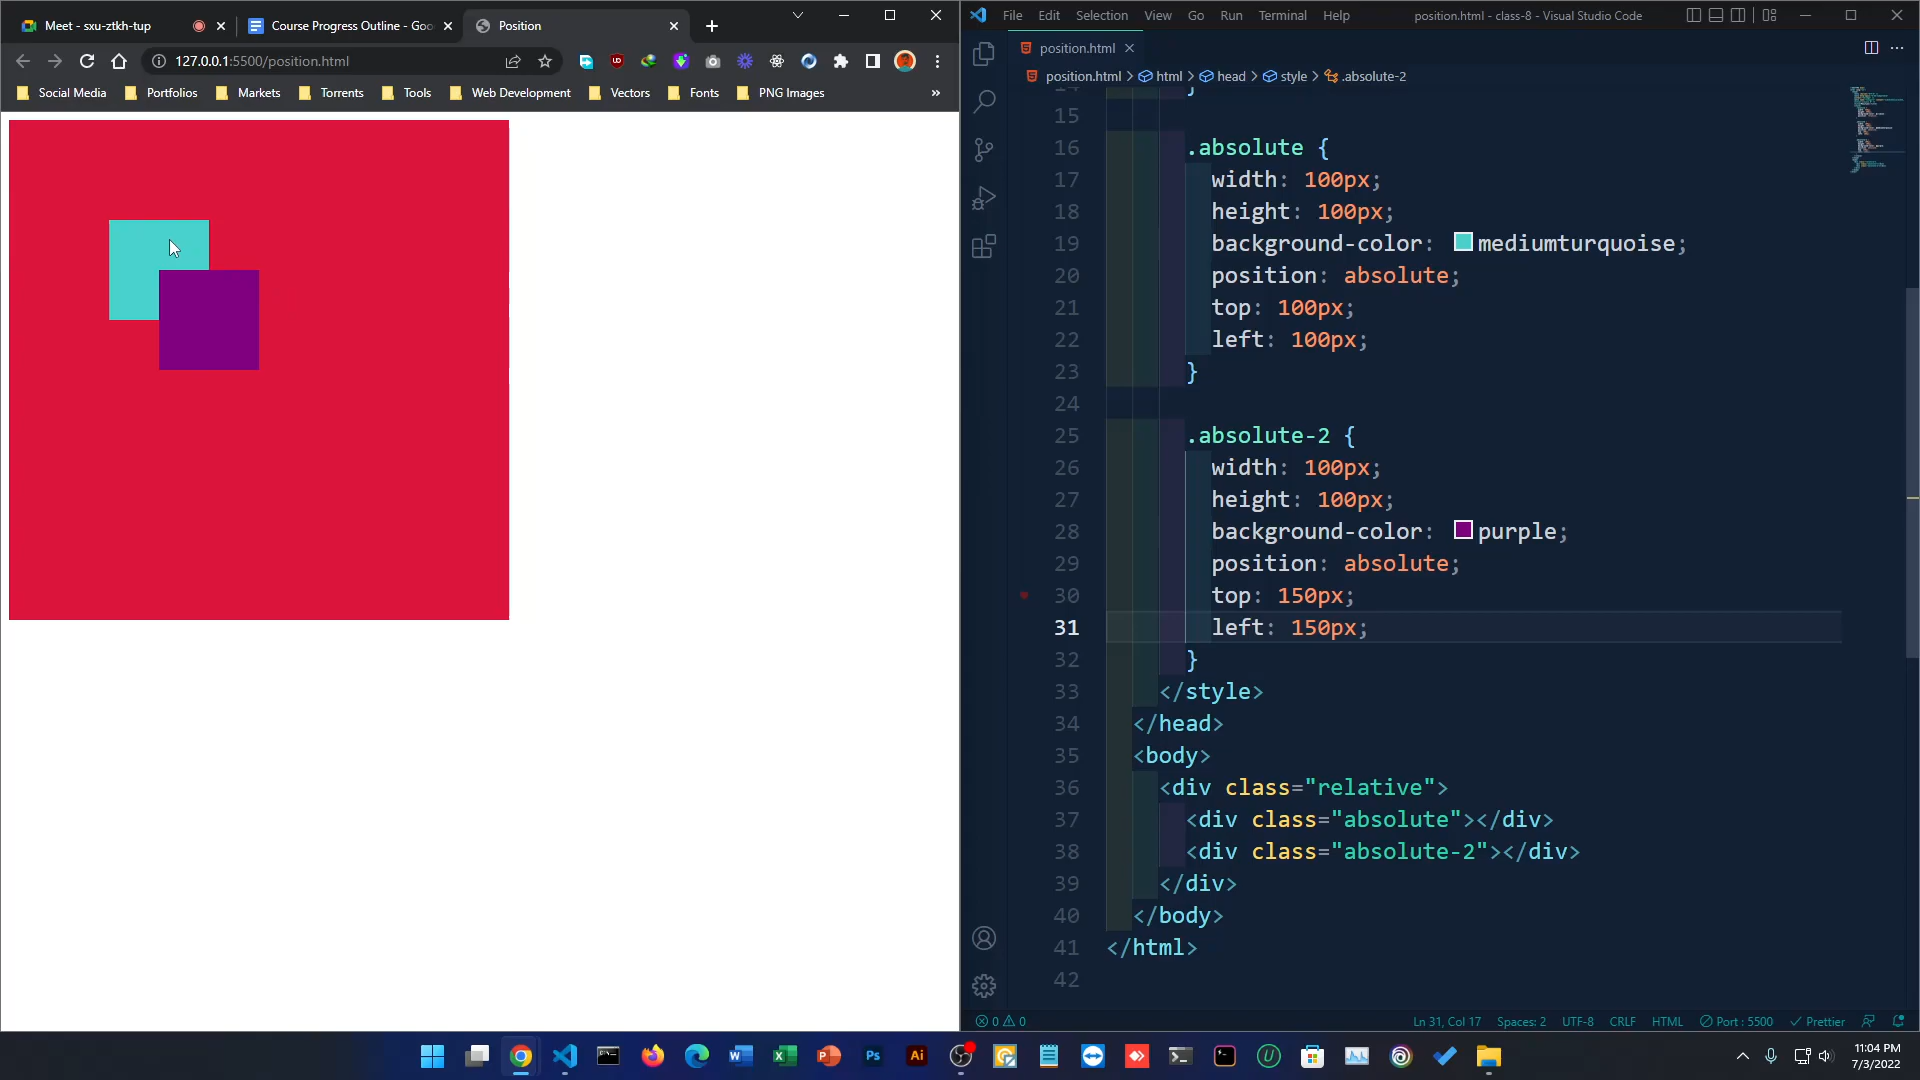 Meet - sxu-ztkh-tup
Course Progress Outline - Goo
Position
127.0.0.1:5500/position.html
Social Media
Portfolios
Markets
Torrents
Tools
Web Development
Vectors
Fonts
PNG Images
»
File Edit Selection View Go Run Terminal Help
position.html - class-8 - Visual Studio Code
position.html
position.html > html > head > style > .absolute-2
15
16 .absolute {
17 width: 100px;
18 height: 100px;
19 background-color: mediumturquoise;
20 position: absolute;
21 top: 100px;
22 left: 100px;
23 }
24
25 .absolute-2 {
26 width: 100px;
27 height: 100px;
28 background-color: purple;
29 position: absolute;
30 top: 150px;
31 left: 150px;
32 }
33 </style>
34 </head>
35 <body>
36 <div class="relative">
37 <div class="absolute"></div>
38 <div class="absolute-2"></div>
39 </div>
40 </body>
41 </html>
42
0 0
Ln 31, Col 17
Spaces: 2
UTF-8
CRLF
HTML
Port : 5500
Prettier
11:04 PM
7/3/2022